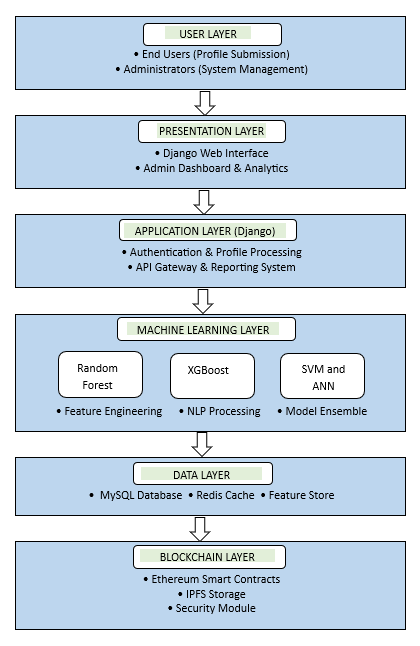 USER LAYER
• End Users (Profile Submission)
• Administrators (System Management)
PRESENTATION LAYER
• Django Web Interface
• Admin Dashboard & Analytics
APPLICATION LAYER (Django)
• Authentication & Profile Processing
• API Gateway & Reporting System
MACHINE LEARNING LAYER
Random
Forest
XGBoost
SVM and
ANN
• Feature Engineering • NLP Processing • Model Ensemble
DATA LAYER
• MySQL Database • Redis Cache • Feature Store
BLOCKCHAIN LAYER
• Ethereum Smart Contracts
• IPFS Storage
• Security Module